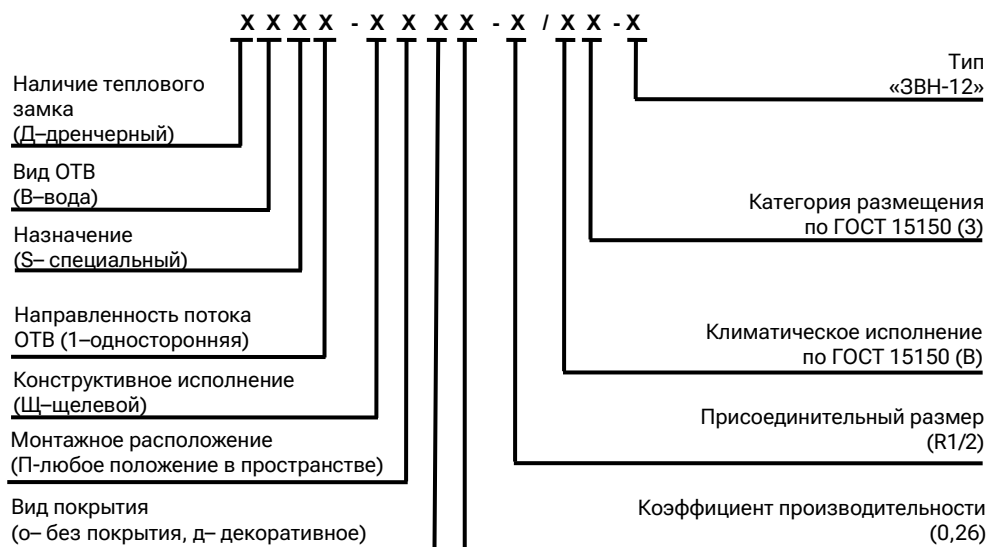 X X X X - X X X X - X / X X - X
Наличие теплового
замка
(Д–дренчерный)
Вид ОТВ
(В–вода)
Назначение
(S– специальный)
Направленность потока
ОТВ (1–односторонняя)
Конструктивное исполнение
(Щ–щелевой)
Монтажное расположение
(П-любое положение в пространстве)
Вид покрытия
(о– без покрытия, д– декоративное)
Тип
«ЗВН-12»
Категория размещения
по ГОСТ 15150 (3)
Климатическое исполнение
по ГОСТ 15150 (В)
Присоединительный размер
(R1/2)
Коэффициент производительности
(0,26)